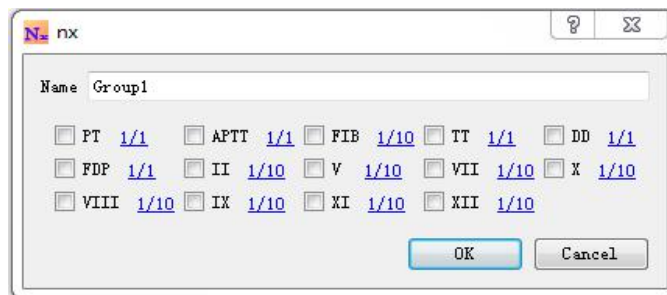 Nx nx
Name Group1
PT 1/1 APTT 1/1 FIB 1/10 TT 1/1 DD 1/1
FDP 1/1 II 1/10 V 1/10 VII 1/10 X 1/10
VIII 1/10 IX 1/10 XI 1/10 XII 1/10
OK Cancel